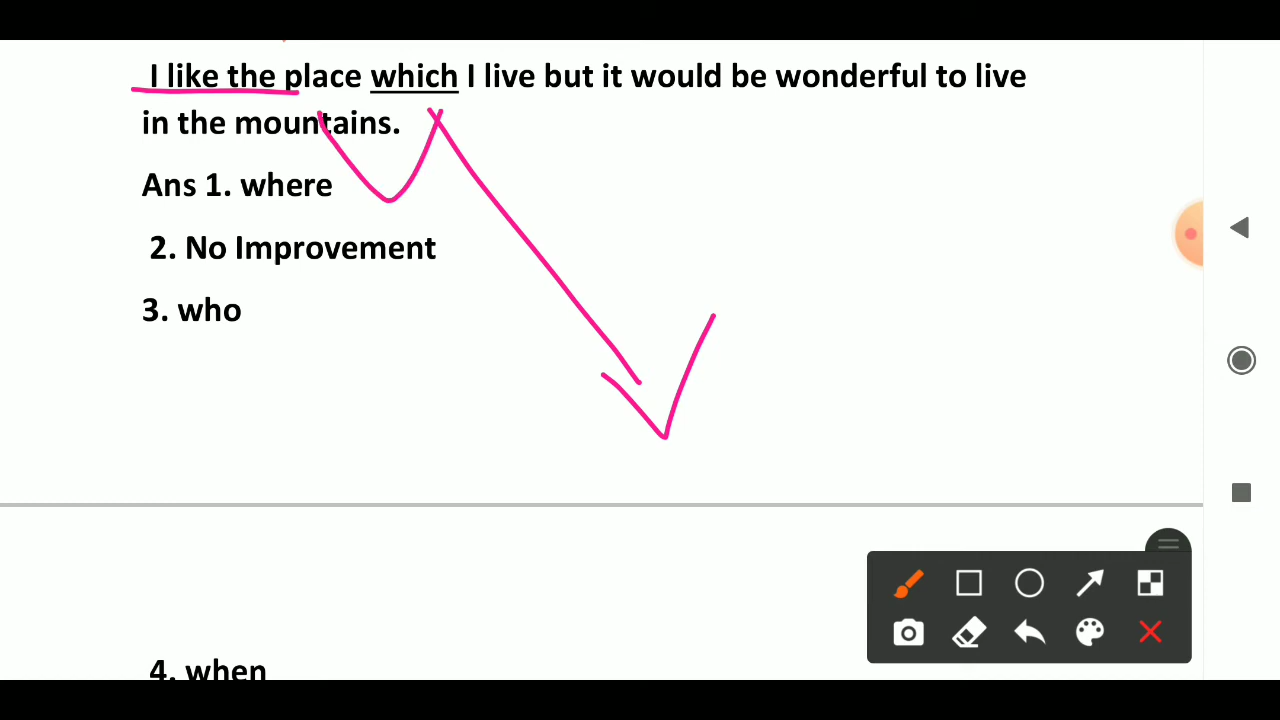 I like the place which I live but it would be wonderful to live
in the mountains.
Ans 1. where
2. No Improvement
3. who
4. when